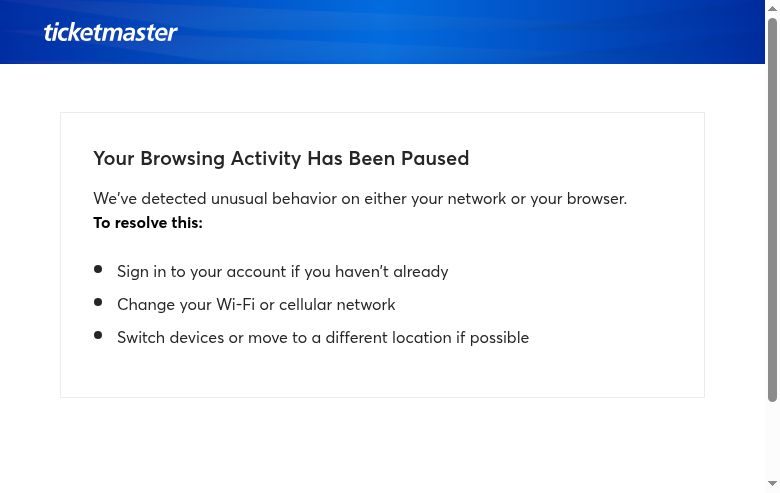 ticketmaster
Your Browsing Activity Has Been Paused
We've detected unusual behavior on either your network or your browser.
To resolve this:
Sign in to your account if you haven't already
Change your Wi-Fi or cellular network
Switch devices or move to a different location if possible